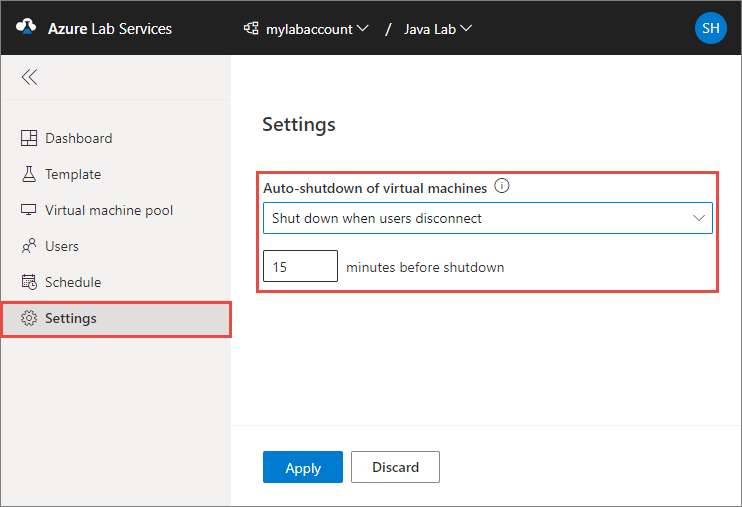 Azure Lab Services
mylabaccount / Java Lab
SH
Dashboard
Template
Virtual machine pool
Users
Schedule
Settings
Settings
Auto-shutdown of virtual machines
Shut down when users disconnect
15 minutes before shutdown
Apply Discard